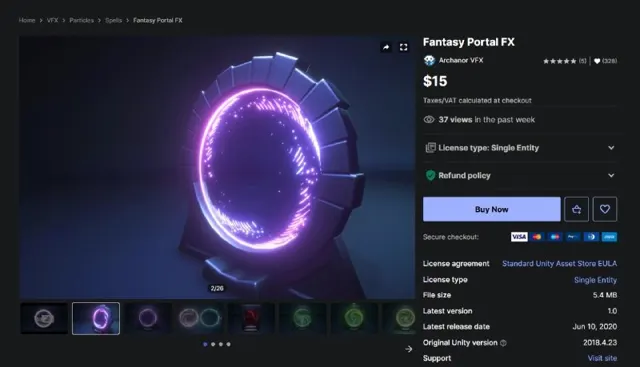 Home > VFX > Particles > Spells > Fantasy Portal FX
Fantasy Portal FX
Archanor VFX
(5) | (328)
$15
Taxes/VAT calculated at checkout
37 views in the past week
License type: Single Entity
Refund policy
Buy Now
Secure checkout:
VISA
2/26
License agreement Standard Unity Asset Store EULA
License type Single Entity
File size 5.4 MB
Latest version 1.0
Latest release date Jun 10, 2020
Original Unity version 2018.4.23
Support Visit site